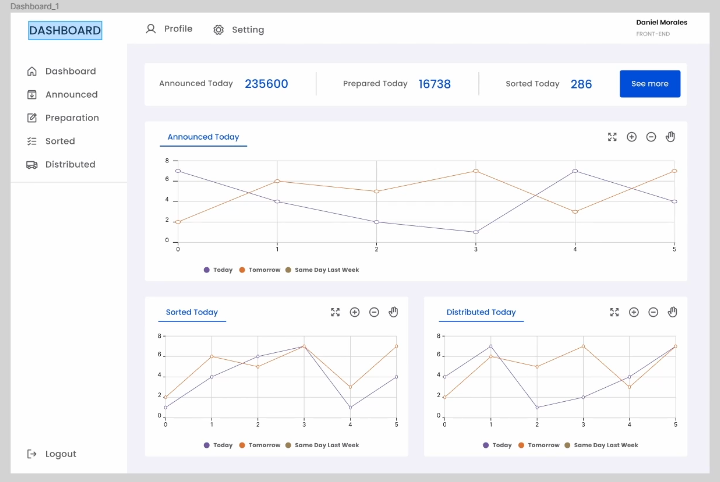 Dashboard_1
DASHBOARD
Profile
Setting
Daniel Morales
FRONT-END
Dashboard
Announced
Preparation
Sorted
Distributed
Logout
Announced Today 235600
Prepared Today 16738
Sorted Today 286
See more
Announced Today
8
6
4
2
0
0 1 2 3 4 5
Today Tomorrow Same Day Last Week
Sorted Today
8
6
4
2
0
0 1 2 3 4 5
Today Tomorrow Same Day Last Week
Distributed Today
8
6
4
2
0
0 1 2 3 4 5
Today Tomorrow Same Day Last Week